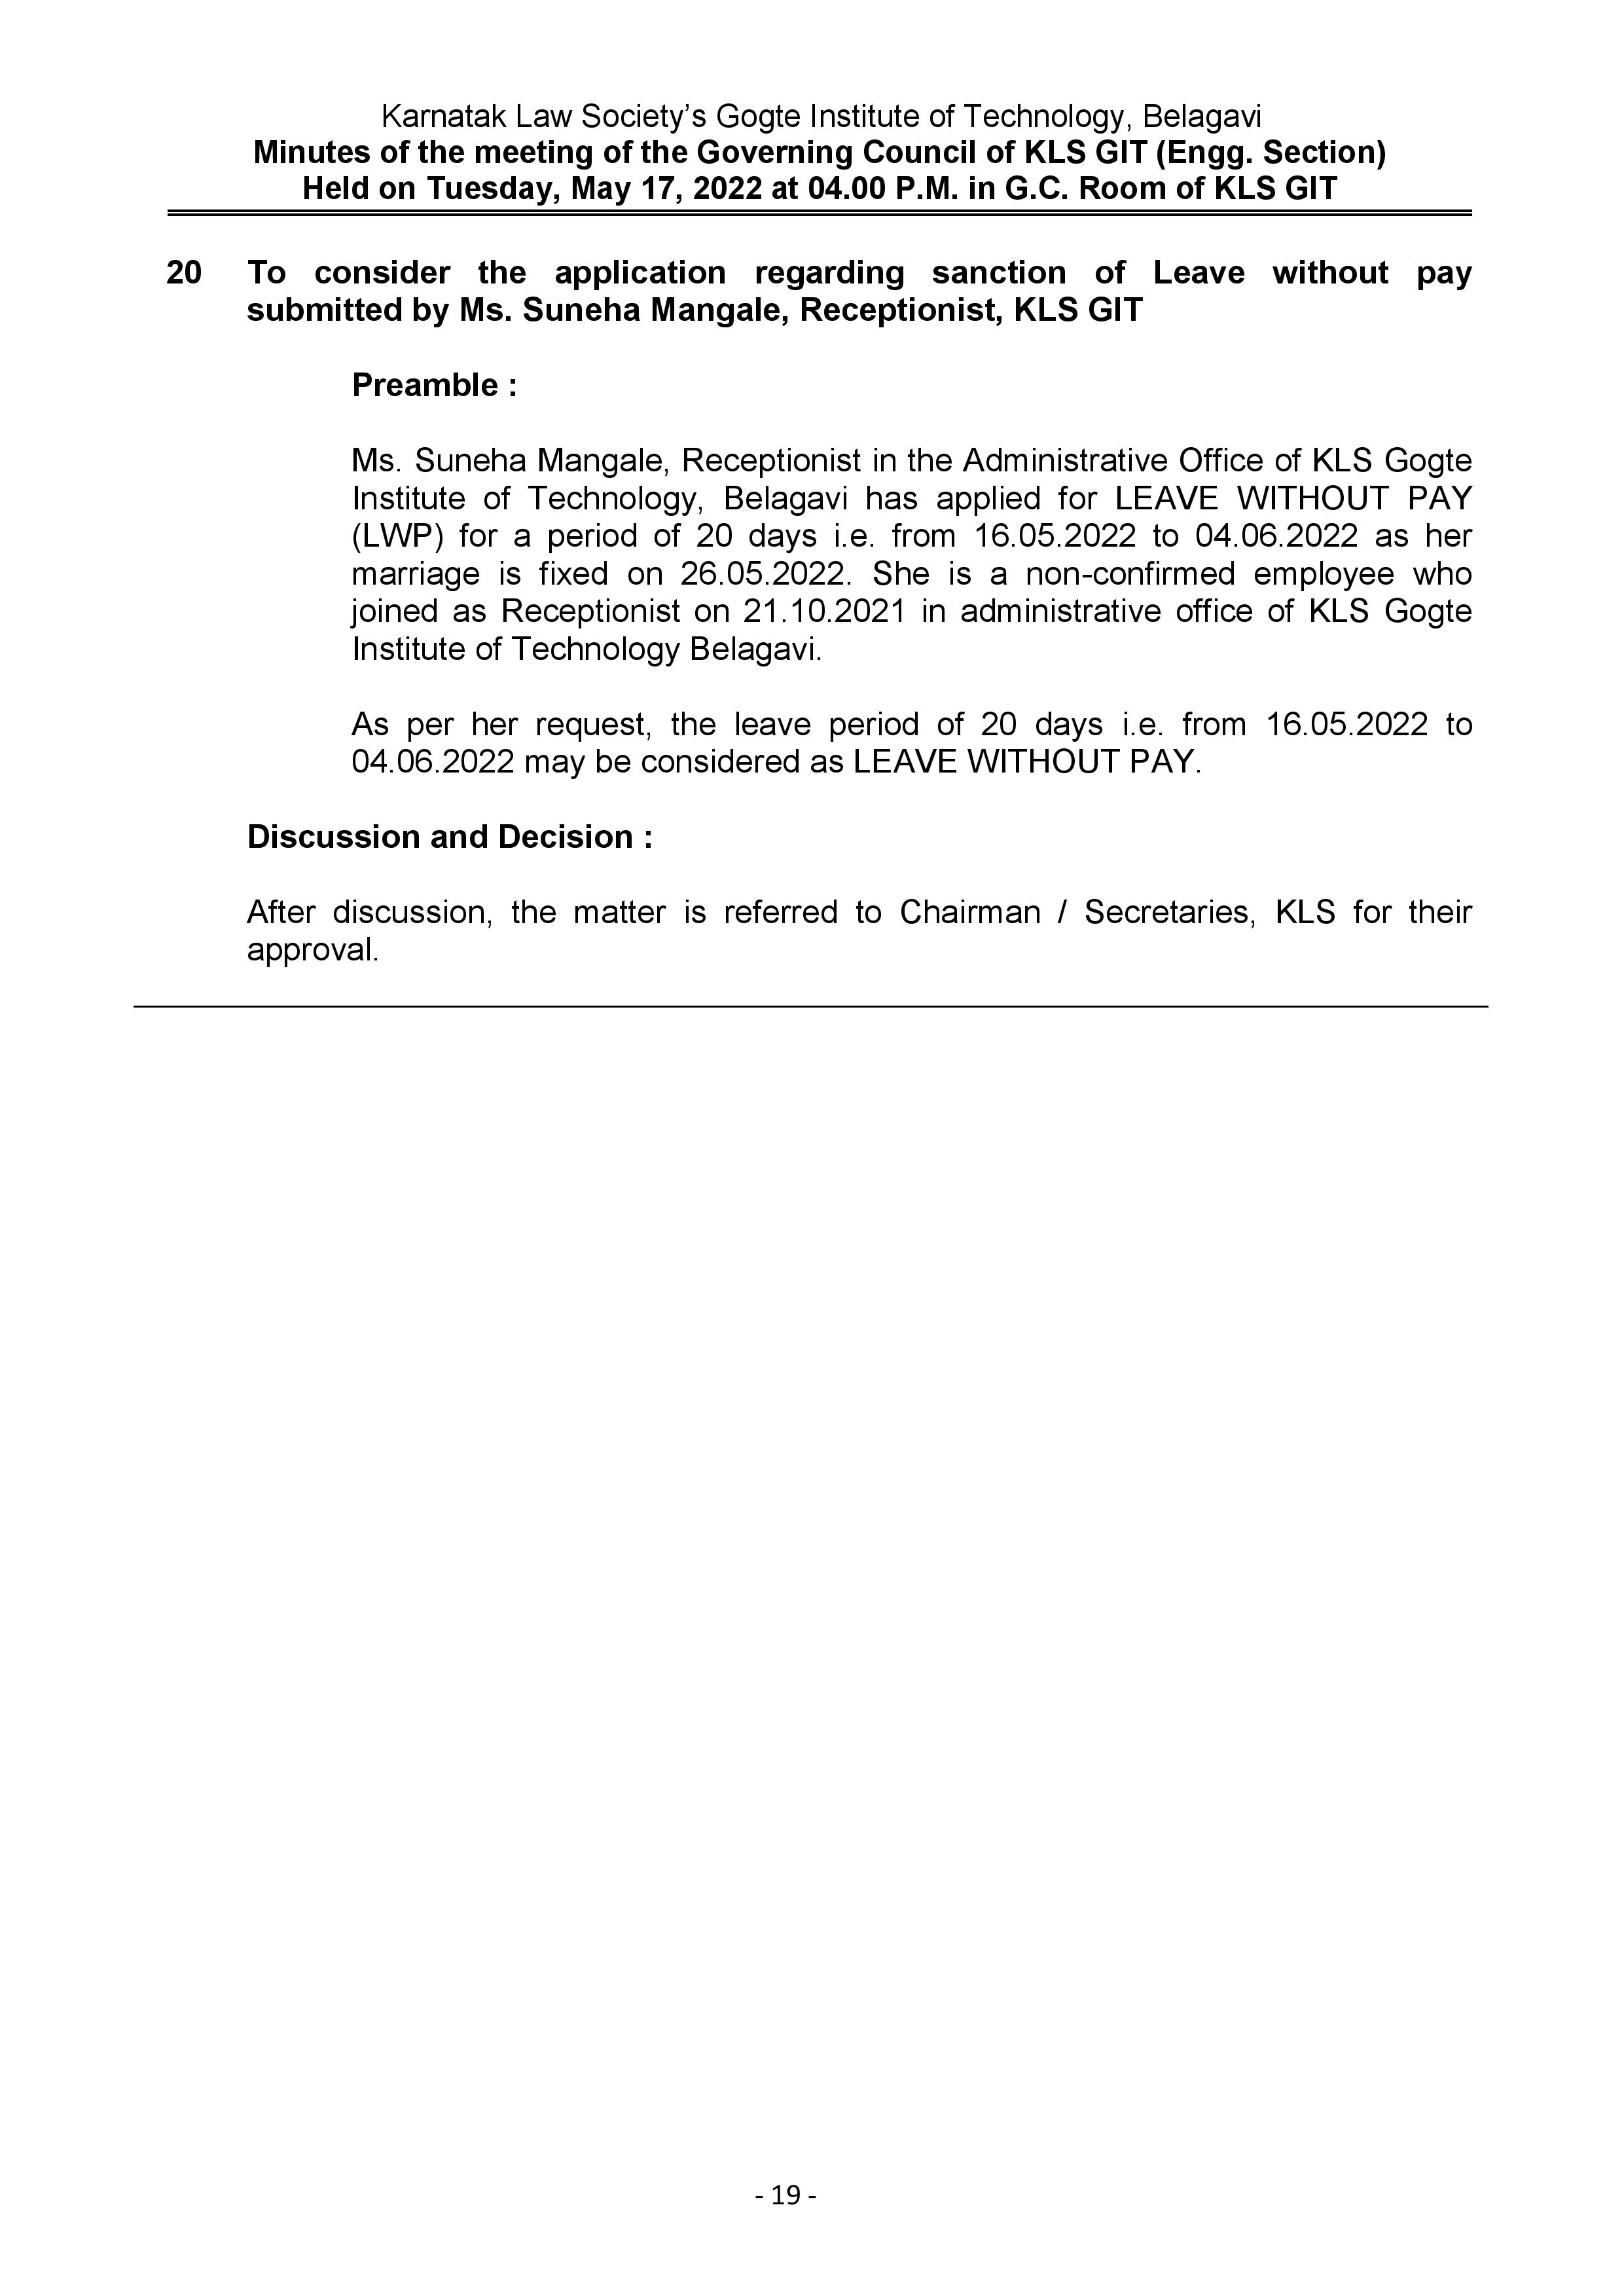 Karnatak Law Society’s Gogte Institute of Technology, Belagavi
Minutes of the meeting of the Governing Council of KLS GIT (Engg. Section)
Held on Tuesday, May 17, 2022 at 04.00 P.M. in G.C. Room of KLS GIT
20 To consider the application regarding sanction of Leave without pay
submitted by Ms. Suneha Mangale, Receptionist, KLS GIT
Preamble :
Ms. Suneha Mangale, Receptionist in the Administrative Office of KLS Gogte
Institute of Technology, Belagavi has applied for LEAVE WITHOUT PAY
(LWP) for a period of 20 days i.e. from 16.05.2022 to 04.06.2022 as her
marriage is fixed on 26.05.2022. She is a non-confirmed employee who
joined as Receptionist on 21.10.2021 in administrative office of KLS Gogte
Institute of Technology Belagavi.
As per her request, the leave period of 20 days i.e. from 16.05.2022 to
04.06.2022 may be considered as LEAVE WITHOUT PAY.
Discussion and Decision :
After discussion, the matter is referred to Chairman / Secretaries, KLS for their
approval.
- 19 -